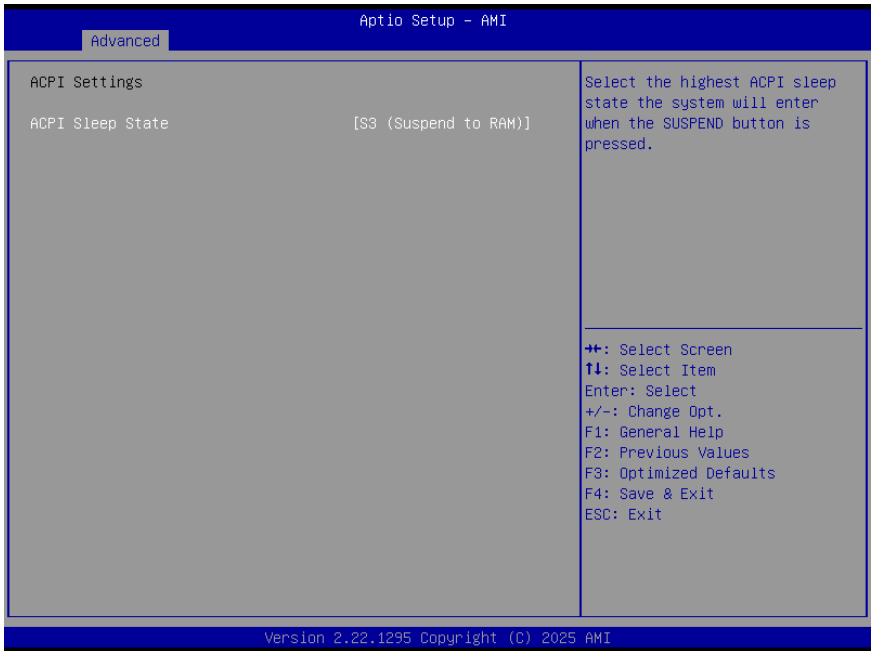 Aptio Setup – AMI
Advanced
ACPI Settings
ACPI Sleep State [S3 (Suspend to RAM)]
Select the highest ACPI sleep
state the system will enter
when the SUSPEND button is
pressed.
→←: Select Screen
↑↓: Select Item
Enter: Select
+/-: Change Opt.
F1: General Help
F2: Previous Values
F3: Optimized Defaults
F4: Save & Exit
ESC: Exit
Version 2.22.1295 Copyright (C) 2025 AMI